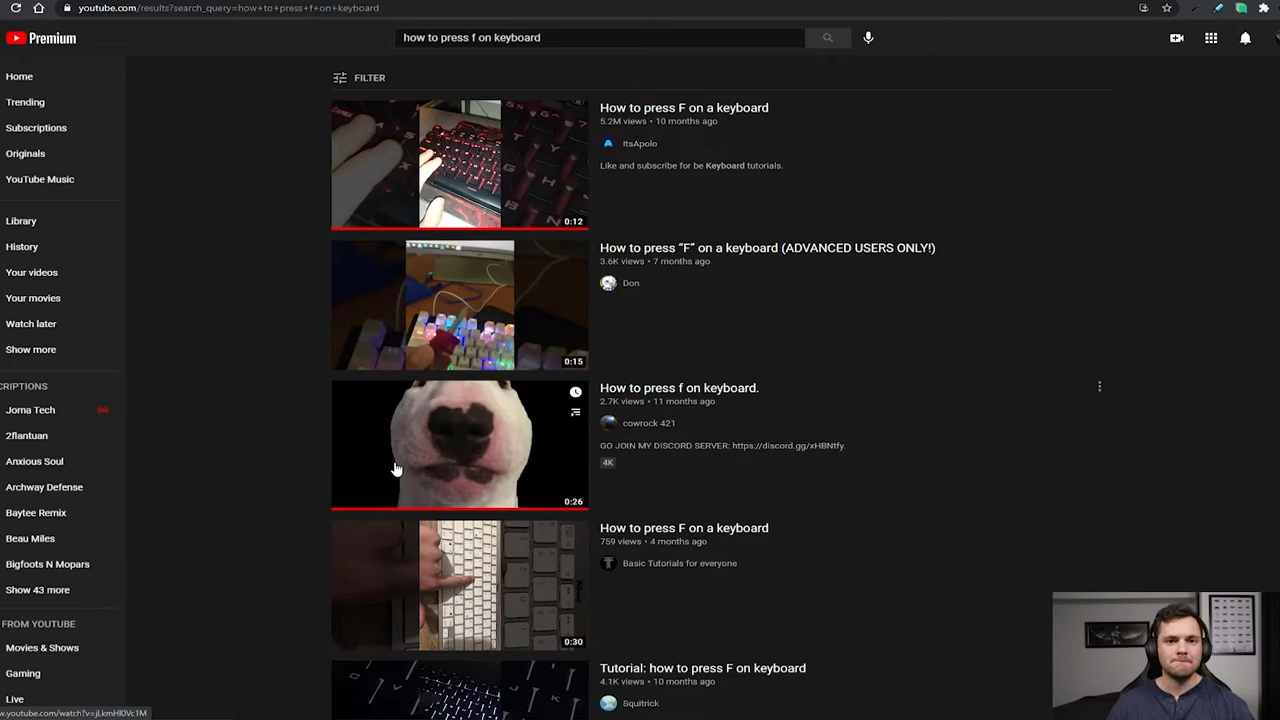 youtube.com/results?search_query=how+to+press+f+on+keyboard
Premium
how to press f on keyboard
Home
Trending
Subscriptions
Originals
YouTube Music
Library
History
Your videos
Your movies
Watch later
Show more
CRIPTIONS
Joma Tech
2flantuan
Anxious Soul
Archway Defense
Baytee Remix
Beau Miles
Bigfoots N Mopars
Show 43 more
FROM YOUTUBE
Movies & Shows
Gaming
Live
FILTER
0:12
How to press F on a keyboard
5.2M views • 10 months ago
ItsApolo
Like and subscribe for be Keyboard tutorials.
0:15
How to press “F” on a keyboard (ADVANCED USERS ONLY!)
3.6K views • 7 months ago
Don
0:26
How to press f on keyboard.
2.7K views • 11 months ago
cowrock 421
GO JOIN MY DISCORD SERVER: https://discord.gg/xHBNtfy.
4K
0:30
How to press F on a keyboard
759 views • 4 months ago
Basic Tutorials for everyone
Tutorial: how to press F on keyboard
4.1K views • 10 months ago
Squitrick